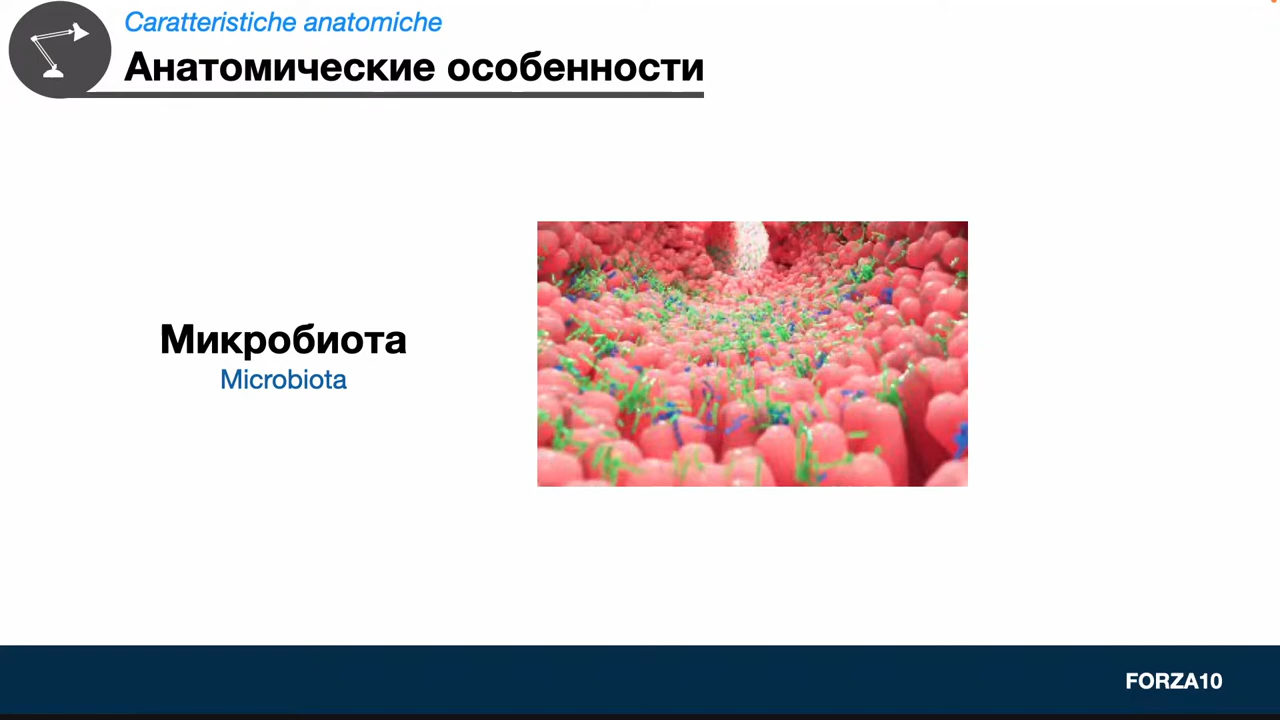 Caratteristiche anatomiche
Анатомические особенности
Микробиота
Microbiota
FORZA10